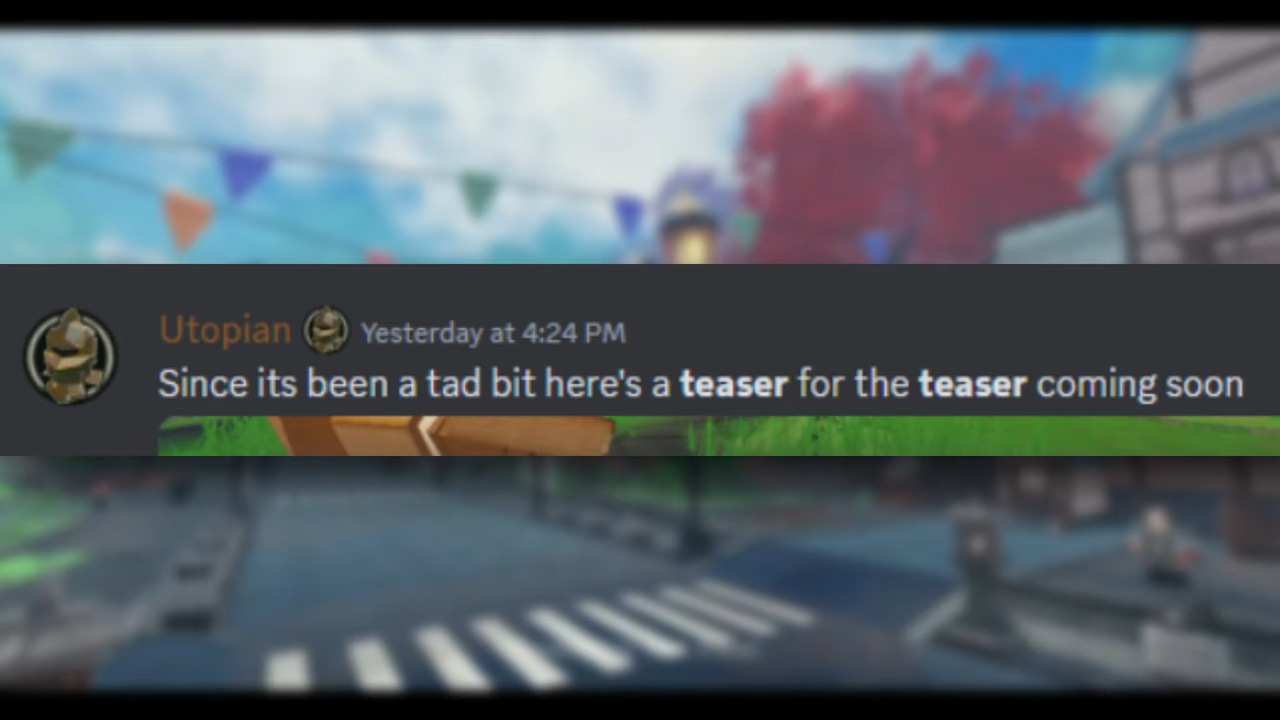 Utopian Yesterday at 4:24 PM
Since its been a tad bit here's a teaser for the teaser coming soon